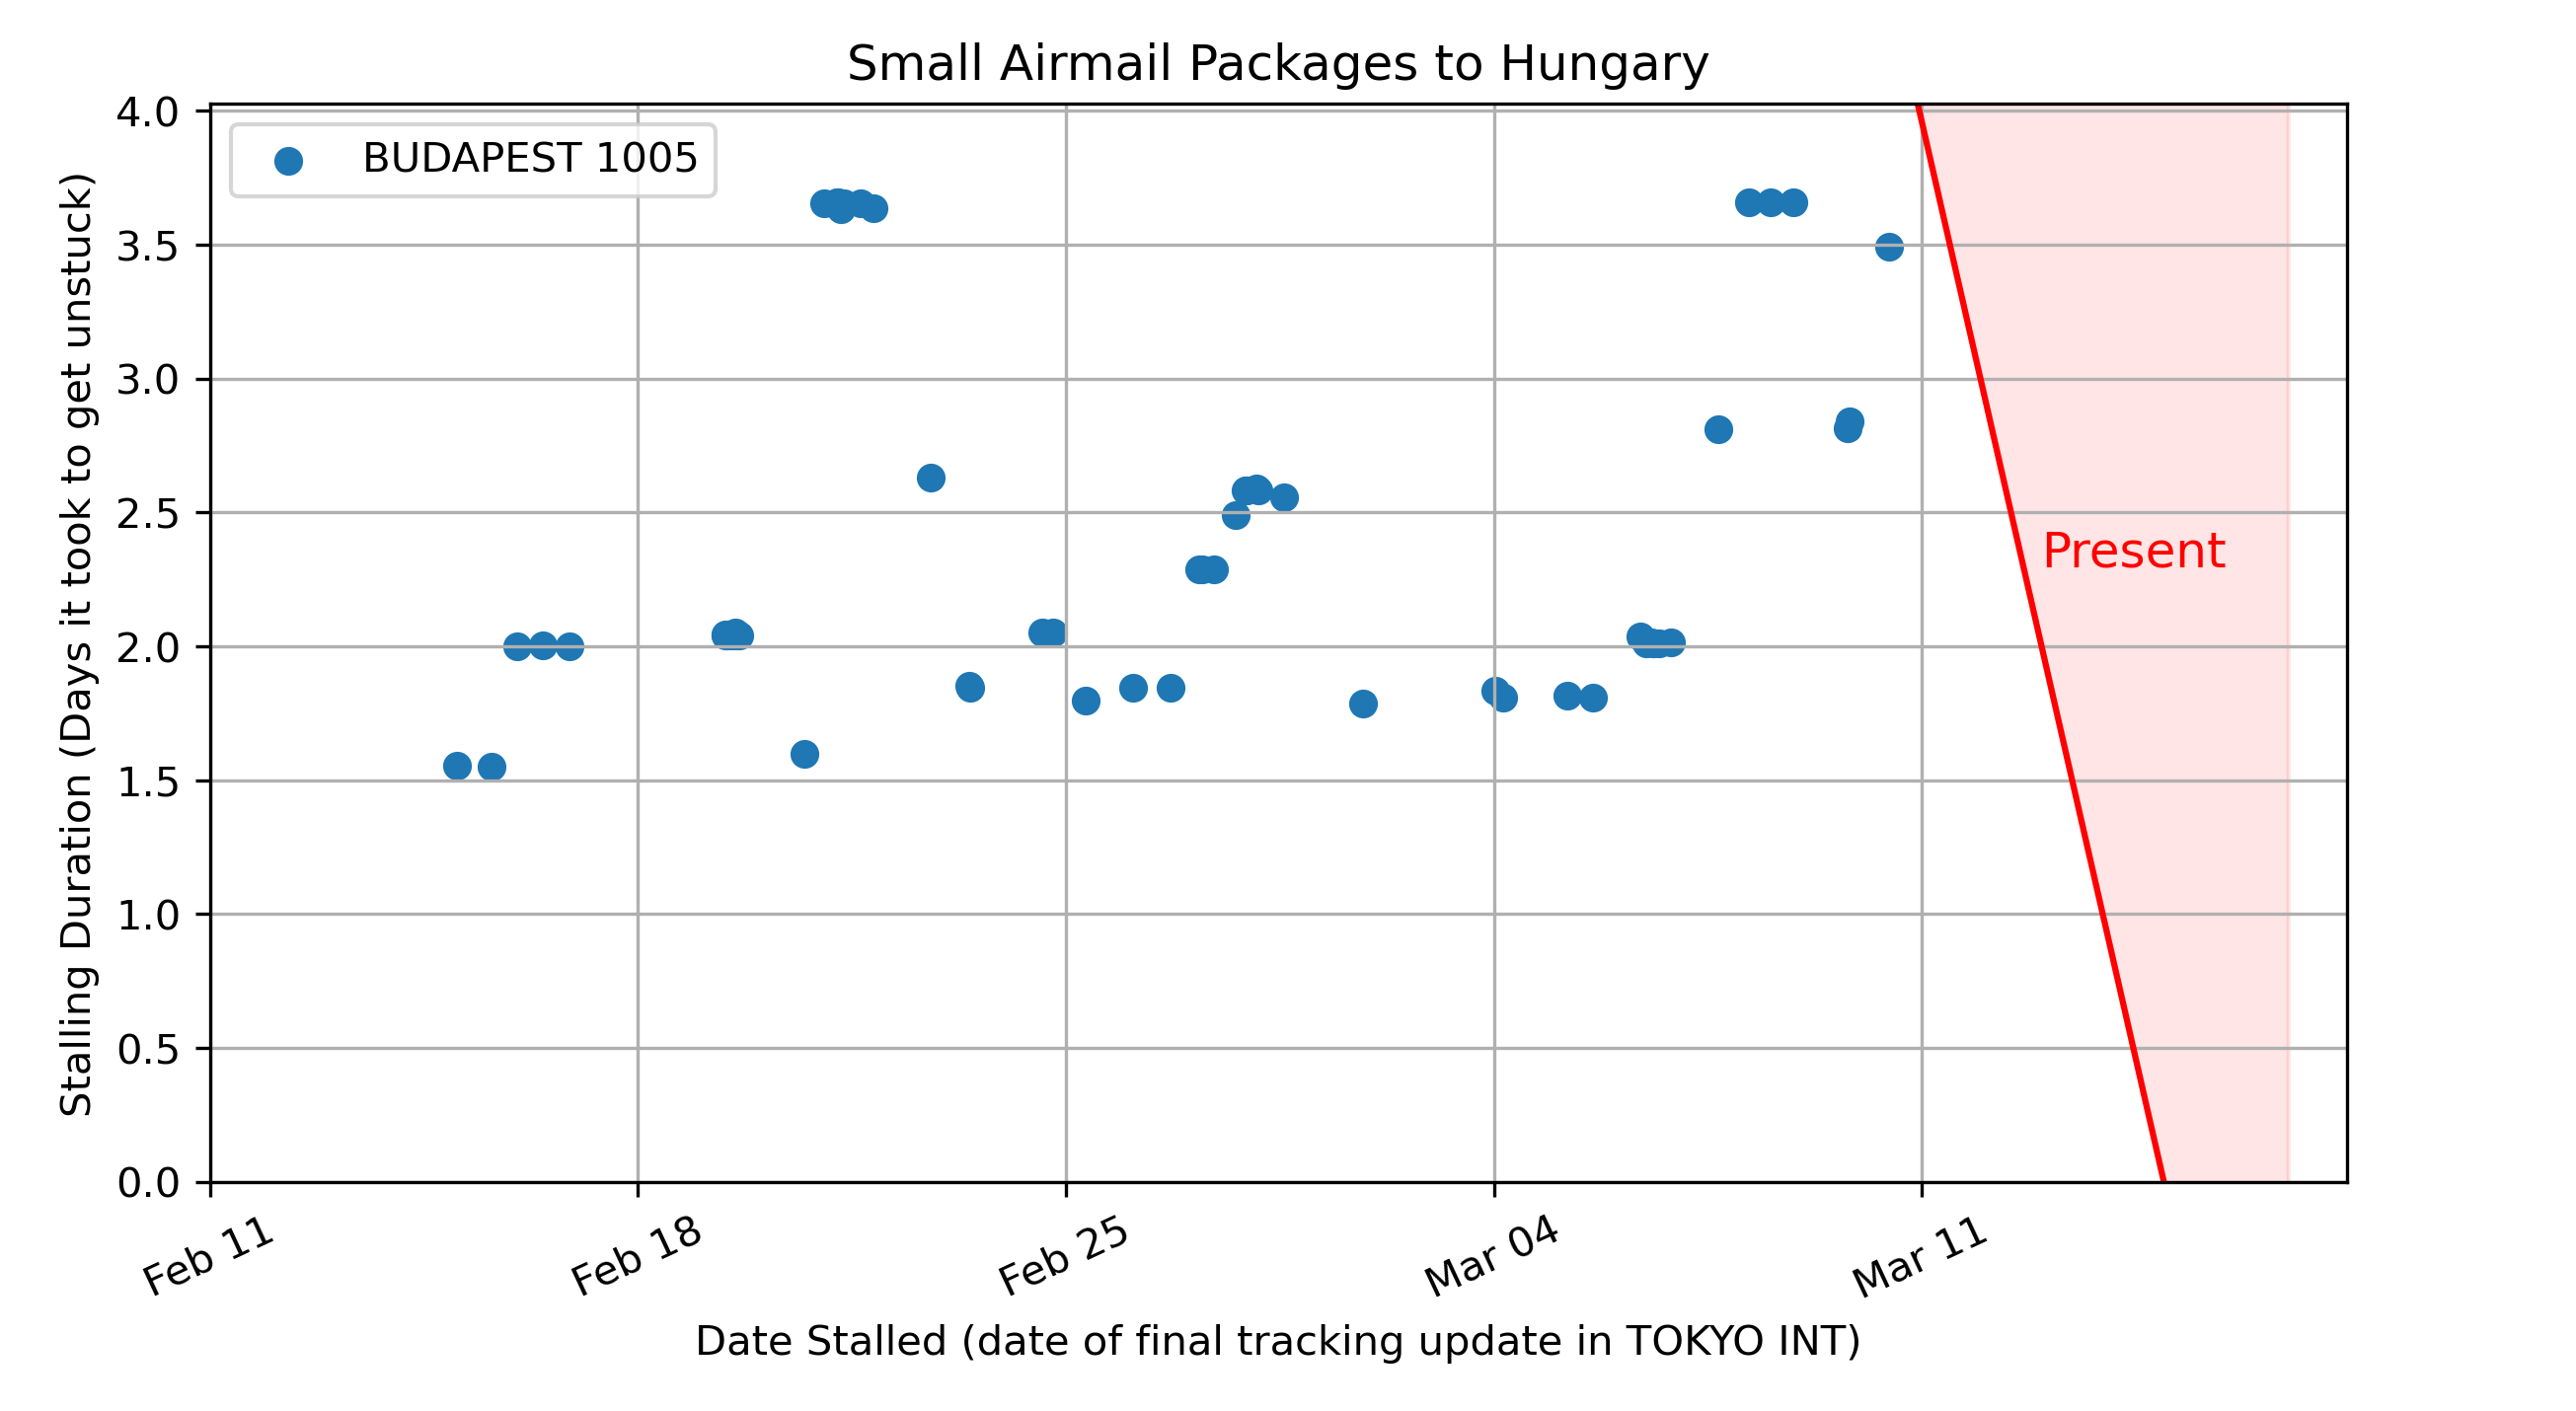 Small Airmail Packages to Hungary
BUDAPEST 1005
Stalling Duration (Days it took to get unstuck)
4.0
3.5
3.0
2.5
2.0
1.5
1.0
0.5
0.0
Present
Feb 11
Feb 18
Feb 25
Mar 04
Mar 11
Date Stalled (date of final tracking update in TOKYO INT)